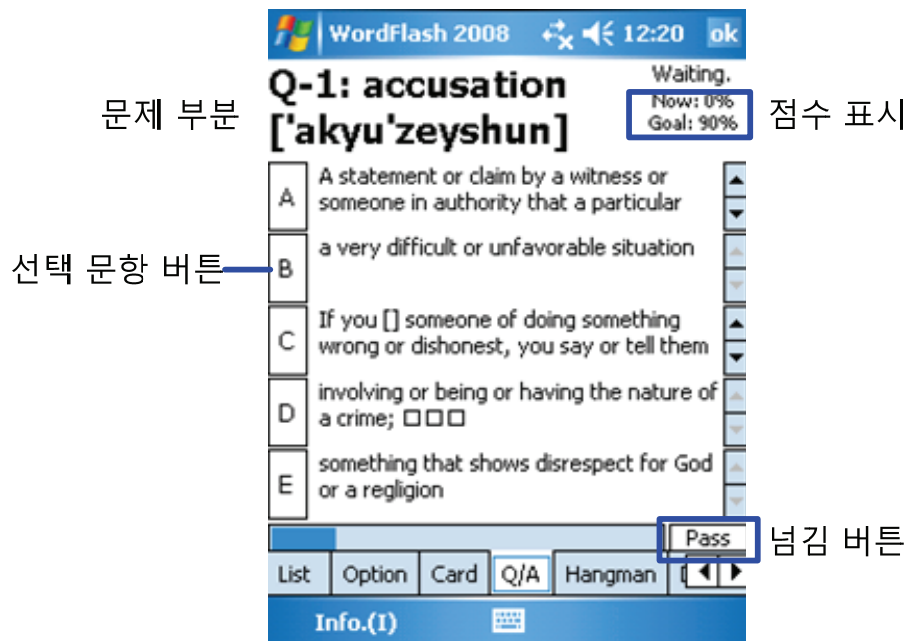 WordFlash 2008 12:20 ok
Q-1: accusation
['akyu'zeyshun]
Waiting.
Now: 0%
Goal: 90%
문제 부분
점수 표시
A
A statement or claim by a witness or
someone in authority that a particular
선택 문항 버튼
B
a very difficult or unfavorable situation
C
If you [] someone of doing something
wrong or dishonest, you say or tell them
D
involving or being or having the nature of
a crime; □□□
E
something that shows disrespect for God
or a regligion
Pass
넘김 버튼
List Option Card Q/A Hangman
Info.(I)